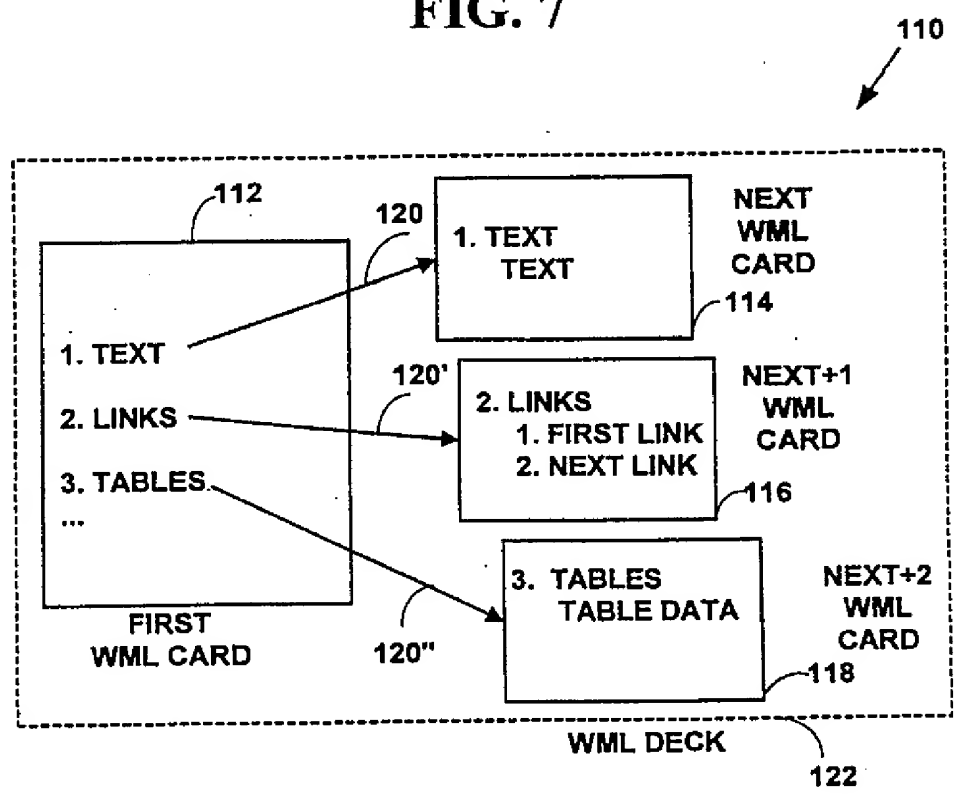 FIG. 7
110
112
120
1. TEXT
TEXT
NEXT
WML
CARD
114
1. TEXT
2. LINKS
3. TABLES
...
120'
2. LINKS
1. FIRST LINK
2. NEXT LINK
NEXT+1
WML
CARD
116
3. TABLES
TABLE DATA
NEXT+2
WML
CARD
118
FIRST
WML CARD
120"
WML DECK
122